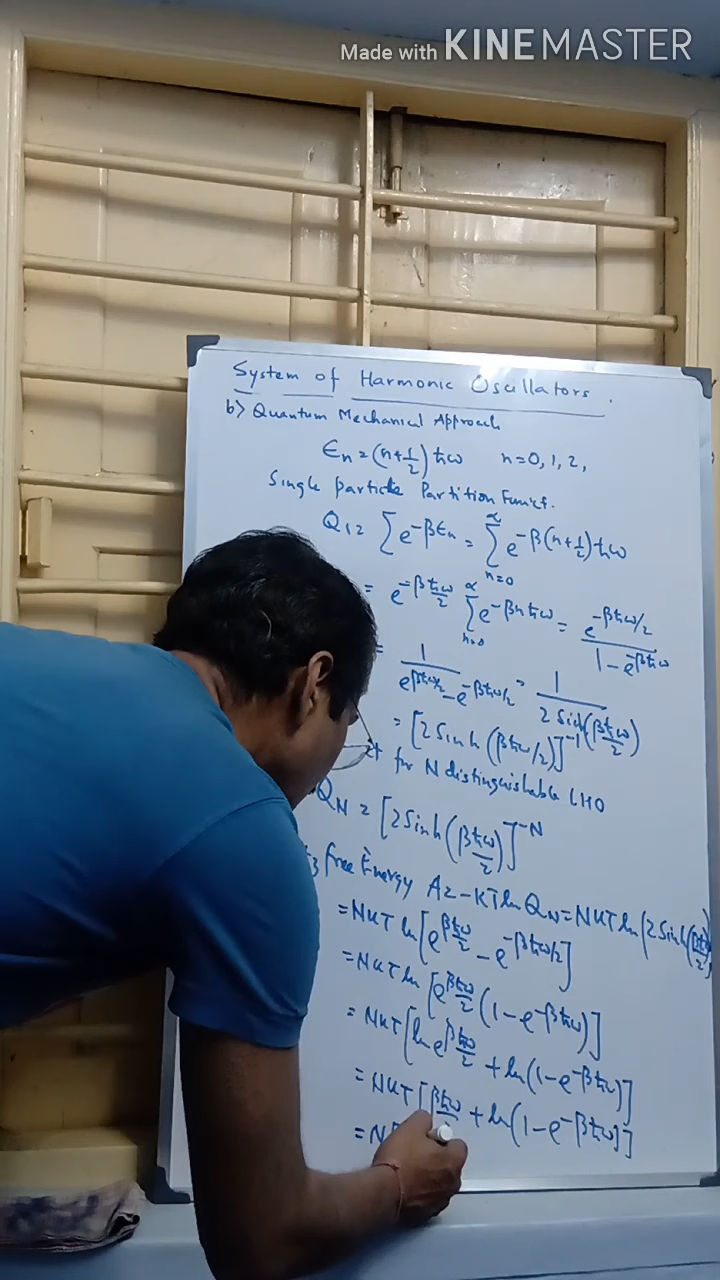 Made with KINEMASTER
System of Harmonic Oscillators.
b) Quantum Mechanical Approach
ϵn = (n+1/2) ħω n=0, 1, 2,
Single particle Partition Funct.
Q1 = Σ e^-βϵn = Σ_{n=0}^{α} e^-β(n+1/2)ħω
= e^-βħω/2 Σ_{n=0}^{α} e^-βnħω = e^-βħω/2 / (1-e^-βħω)
= 1/(e^βħω/2 - e^-βħω/2) = 1/(2 Sinh(βħω/2))
= [2 Sinh (βħω/2)]^-1
for N distinguishable LHO
QN = [2 Sinh(βħω/2)]^-N
free Energy A = -KT ln QN = NKT ln(2 Sinh(βħω/2))
= NKT ln[e^βħω/2 - e^-βħω/2]
= NKT ln [e^βħω/2 (1-e^-βħω)]
= NKT [ln e^βħω/2 + ln(1-e^-βħω)]
= NKT [βħω/2 + ln(1-e^-βħω)]
= N